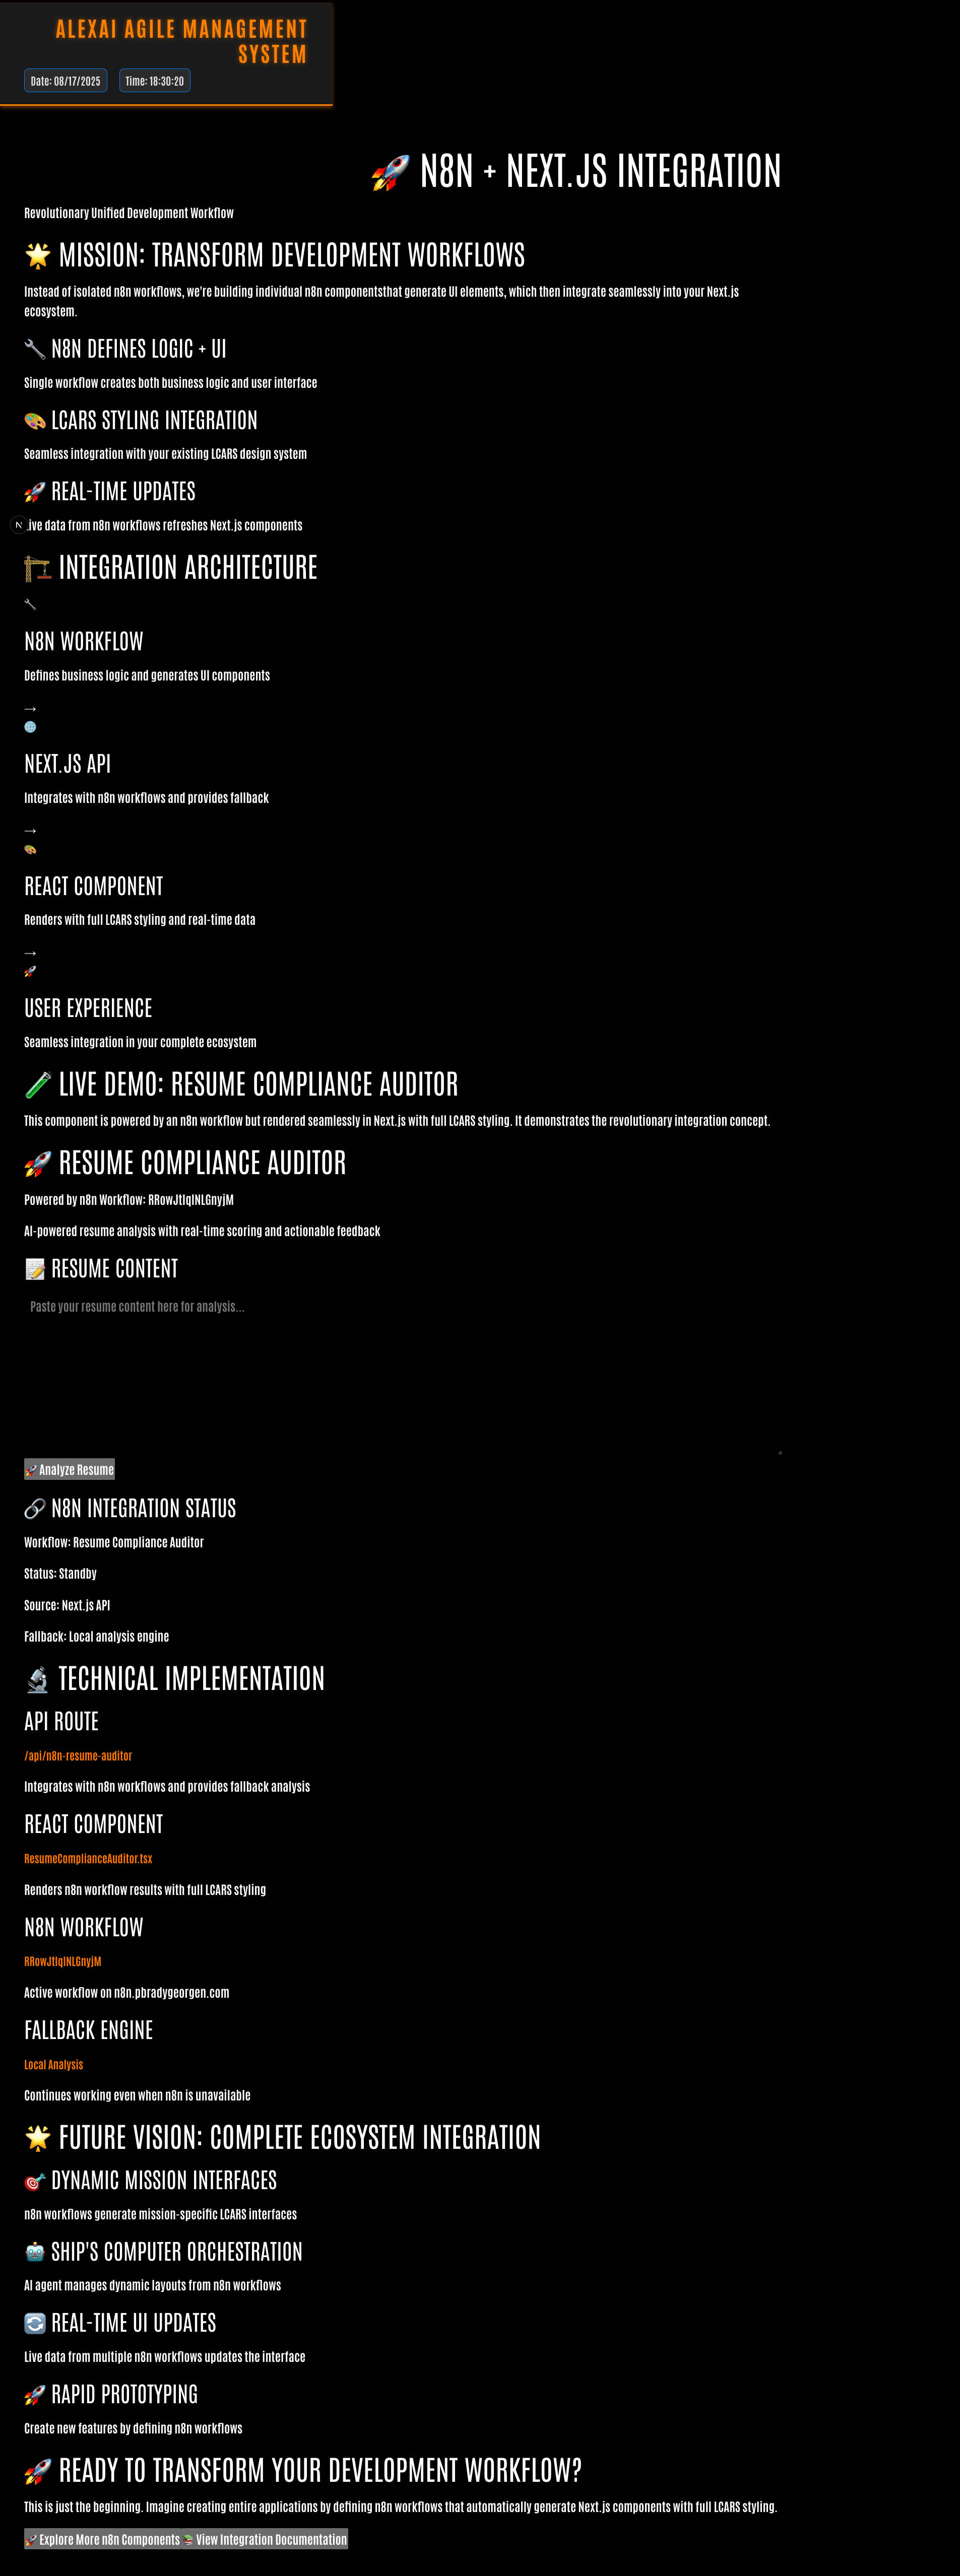 ALEXAI AGILE MANAGEMENT
SYSTEM
Date: 08/17/2025 Time: 18:30:20
🚀 N8N + NEXT.JS INTEGRATION
Revolutionary Unified Development Workflow
🌟 MISSION: TRANSFORM DEVELOPMENT WORKFLOWS
Instead of isolated n8n workflows, we're building individual n8n componentsthat generate UI elements, which then integrate seamlessly into your Next.js
ecosystem.
🔧 N8N DEFINES LOGIC + UI
Single workflow creates both business logic and user interface
🎨 LCARS STYLING INTEGRATION
Seamless integration with your existing LCARS design system
🚀 REAL-TIME UPDATES
N Live data from n8n workflows refreshes Next.js components
🏗️ INTEGRATION ARCHITECTURE
🔧
N8N WORKFLOW
Defines business logic and generates UI components
→
🌐
NEXT.JS API
Integrates with n8n workflows and provides fallback
→
🎨
REACT COMPONENT
Renders with full LCARS styling and real-time data
→
🚀
USER EXPERIENCE
Seamless integration in your complete ecosystem
🧪 LIVE DEMO: RESUME COMPLIANCE AUDITOR
This component is powered by an n8n workflow but rendered seamlessly in Next.js with full LCARS styling. It demonstrates the revolutionary integration concept.
🚀 RESUME COMPLIANCE AUDITOR
Powered by n8n Workflow: RRowJtIqINLGnyjM
AI-powered resume analysis with real-time scoring and actionable feedback
📝 RESUME CONTENT
Paste your resume content here for analysis...
🚀 Analyze Resume
🔗 N8N INTEGRATION STATUS
Workflow: Resume Compliance Auditor
Status: Standby
Source: Next.js API
Fallback: Local analysis engine
🔬 TECHNICAL IMPLEMENTATION
API ROUTE
/api/n8n-resume-auditor
Integrates with n8n workflows and provides fallback analysis
REACT COMPONENT
ResumeComplianceAuditor.tsx
Renders n8n workflow results with full LCARS styling
N8N WORKFLOW
RRowJtIqINLGnyjM
Active workflow on n8n.pbradygeorgen.com
FALLBACK ENGINE
Local Analysis
Continues working even when n8n is unavailable
🌟 FUTURE VISION: COMPLETE ECOSYSTEM INTEGRATION
🎯 DYNAMIC MISSION INTERFACES
n8n workflows generate mission-specific LCARS interfaces
🤖 SHIP'S COMPUTER ORCHESTRATION
AI agent manages dynamic layouts from n8n workflows
🔄 REAL-TIME UI UPDATES
Live data from multiple n8n workflows updates the interface
🚀 RAPID PROTOTYPING
Create new features by defining n8n workflows
🚀 READY TO TRANSFORM YOUR DEVELOPMENT WORKFLOW?
This is just the beginning. Imagine creating entire applications by defining n8n workflows that automatically generate Next.js components with full LCARS styling.
🚀 Explore More n8n Components 📚 View Integration Documentation